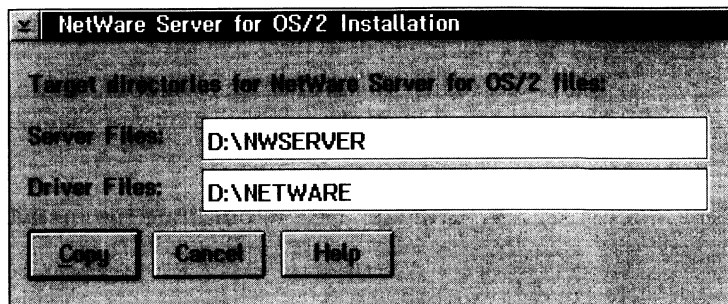 NetWare Server for OS/2 Installation
Target directories for NetWare Server for OS/2 files:
Server Files: D:\NWSERVER
Driver Files: D:\NETWARE
Copy Cancel Help